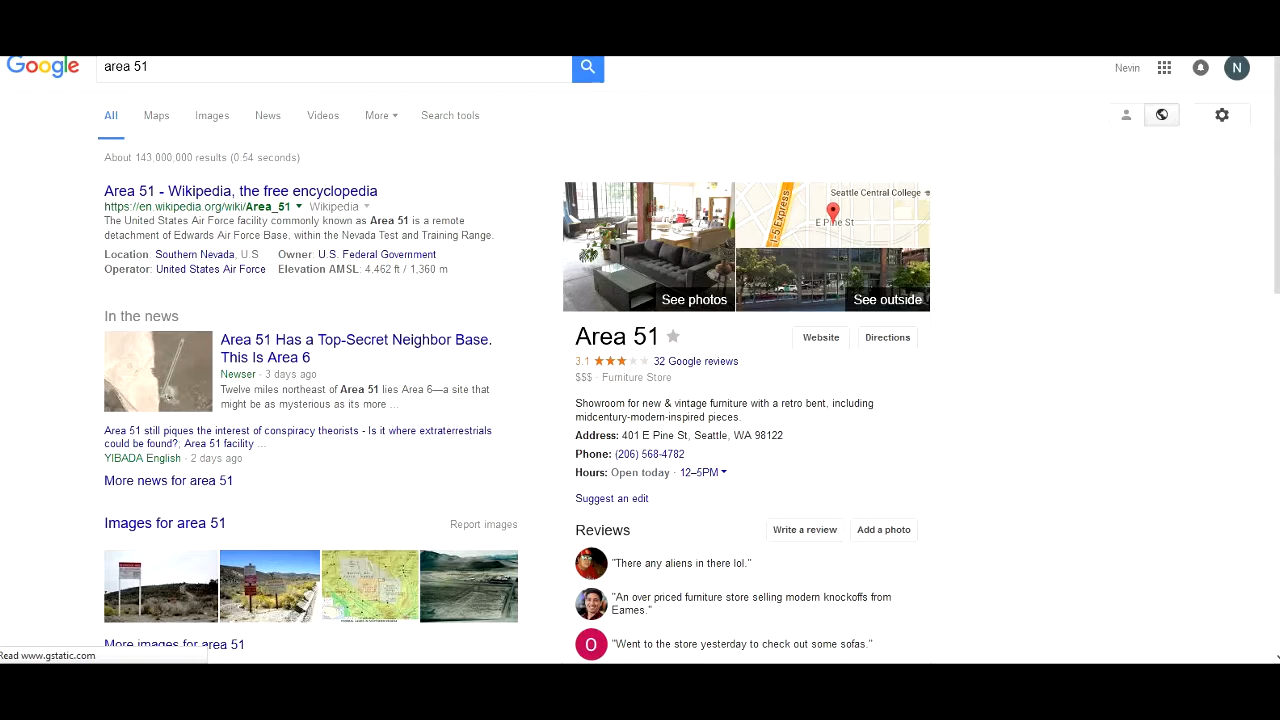 Google
area 51
Nevin
N
All Maps Images News Videos More Search tools
About 143,000,000 results (0.54 seconds)
Area 51 - Wikipedia, the free encyclopedia
https://en.wikipedia.org/wiki/Area_51 Wikipedia
The United States Air Force facility commonly known as Area 51 is a remote
detachment of Edwards Air Force Base, within the Nevada Test and Training Range.
Location: Southern Nevada, U.S Owner: U.S. Federal Government
Operator: United States Air Force Elevation AMSL: 4,462 ft / 1,360 m
In the news
Area 51 Has a Top-Secret Neighbor Base.
This Is Area 6
Newser - 3 days ago
Twelve miles northeast of Area 51 lies Area 6—a site that
might be as mysterious as its more ...
Area 51 still piques the interest of conspiracy theorists - Is it where extraterrestrials
could be found?; Area 51 facility ...
YIBADA English - 2 days ago
More news for area 51
Images for area 51
Report images
More images for area 51
Read www.gstatic.com
See photos
Seattle Central College
I-5 Express
E Pine St
See outside
Area 51
Website
Directions
3.1 32 Google reviews
$$$ · Furniture Store
Showroom for new & vintage furniture with a retro bent, including
midcentury-modern-inspired pieces.
Address: 401 E Pine St, Seattle, WA 98122
Phone: (206) 568-4782
Hours: Open today · 12–5PM
Suggest an edit
Reviews
Write a review
Add a photo
"There any aliens in there lol."
"An over priced furniture store selling modern knockoffs from
Eames."
O
"Went to the store yesterday to check out some sofas."